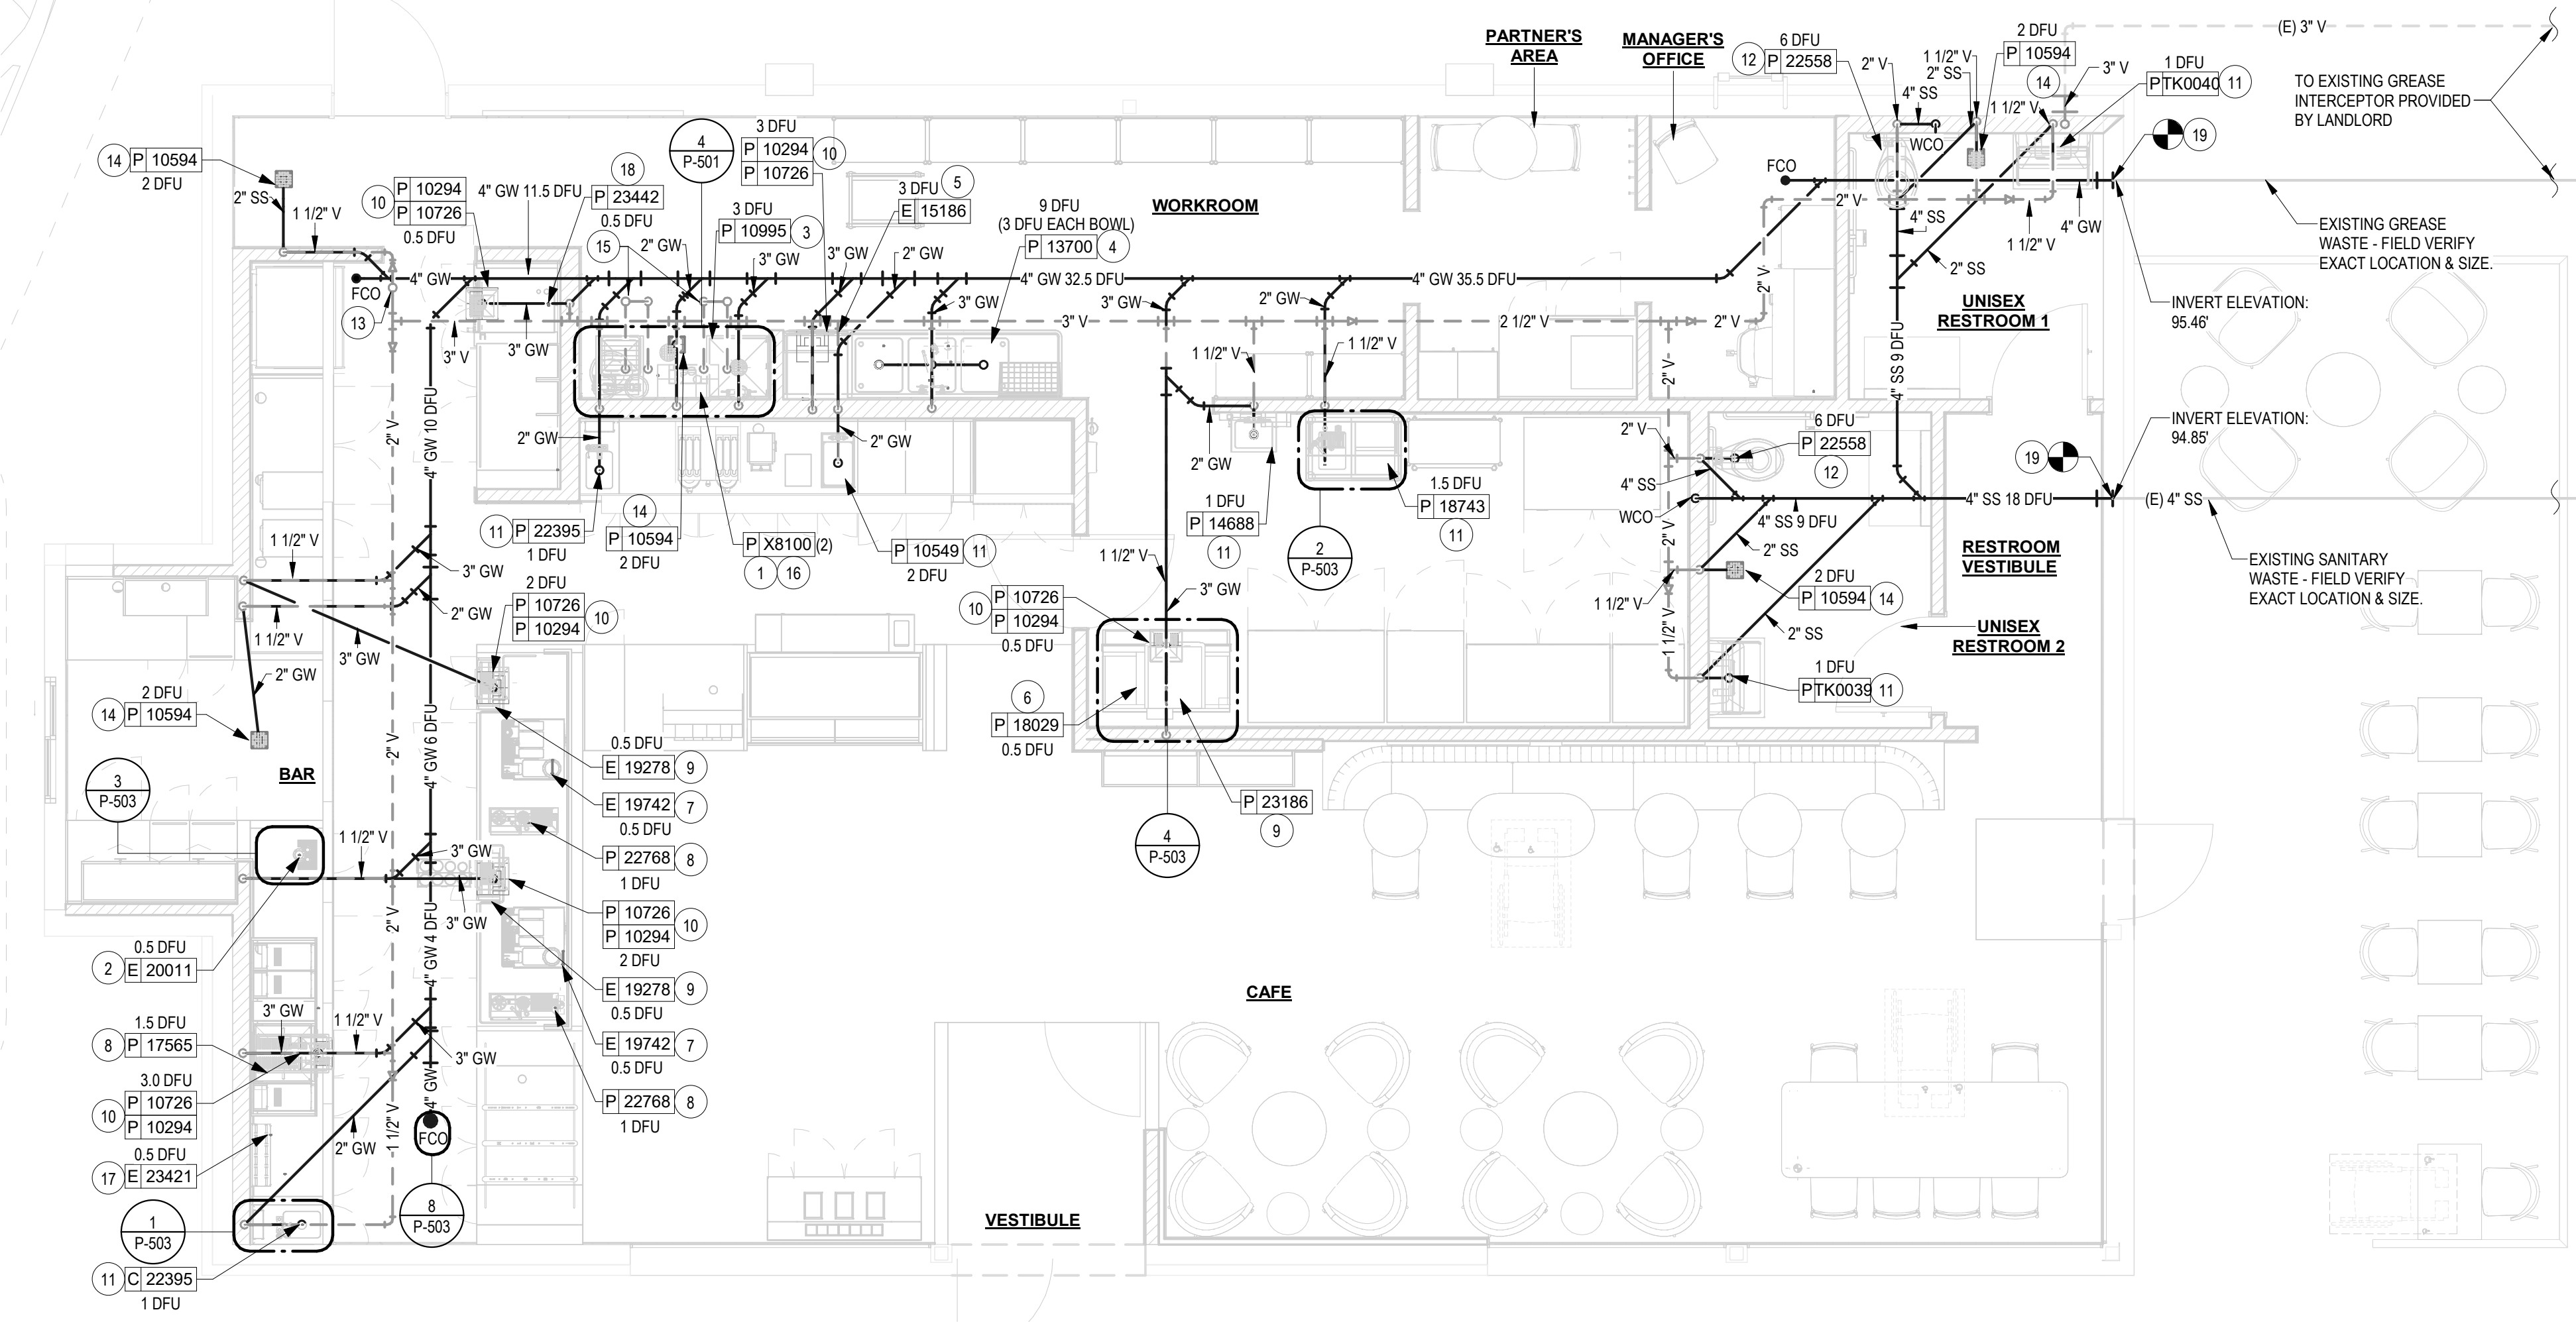 PARTNER'S
AREA
MANAGER'S
OFFICE
12
6 DFU
P 22558
2" V
4" SS
WCO
1 1/2" V
2" SS
2 DFU
P 10594
14
1 1/2" V
3" V
1 DFU
P TK0040
11
(E) 3" V
TO EXISTING GREASE
INTERCEPTOR PROVIDED
BY LANDLORD
19
14
P 10594
2 DFU
2" SS
1 1/2" V
10
P 10294
P 10726
0.5 DFU
4" GW 11.5 DFU
18
P 23442
0.5 DFU
15
2" GW
4
P-501
3 DFU
P 10294
P 10726
10
3 DFU
P 10995
3
3" GW
3 DFU
5
E 15186
3" GW
2" GW
9 DFU
(3 DFU EACH BOWL)
P 13700
4
WORKROOM
FCO
2" V
4" SS
1 1/2" V
4" GW
2" SS
EXISTING GREASE
WASTE - FIELD VERIFY
EXACT LOCATION & SIZE.
FCO
4" GW
13
3" V
3" GW
3" GW
4" GW 32.5 DFU
4" GW 35.5 DFU
3" GW
2" GW
3" V
2 1/2" V
2" V
2" V
UNISEX
RESTROOM 1
INVERT ELEVATION:
95.46'
1 1/2" V
1 1/2" V
2" V
4" SS 9 DFU
4" GW 10 DFU
2" V
2" GW
2" GW
2" GW
2" V
4" SS
WCO
6 DFU
P 22558
12
4" SS 9 DFU
4" SS 18 DFU
19
INVERT ELEVATION:
94.85'
(E) 4" SS
11
P 22395
1 DFU
14
P 10594
2 DFU
P X8100 (2)
1
16
P 10549
11
2 DFU
1 DFU
P 14688
11
2
P-503
1.5 DFU
P 18743
11
1 1/2" V
3" GW
2" V
2" SS
RESTROOM
VESTIBULE
EXISTING SANITARY
WASTE - FIELD VERIFY
EXACT LOCATION & SIZE.
1 1/2" V
3" GW
2" GW
1 1/2" V
3" GW
2" GW
2 DFU
P 10726
P 10294
10
10
P 10726
P 10294
0.5 DFU
1 1/2" V
1 1/2" V
2 DFU
P 10594
14
2" SS
UNISEX
RESTROOM 2
1 DFU
P TK0039
11
2 DFU
14
P 10594
2" V
4" GW 6 DFU
BAR
3
P-503
6
P 18029
0.5 DFU
0.5 DFU
E 19278
9
E 19742
7
0.5 DFU
P 22768
8
1 DFU
P 23186
9
4
P-503
1 1/2" V
3" GW
3" GW
2" V
4" GW 4 DFU
P 10726
P 10294
10
2 DFU
E 19278
9
0.5 DFU
E 19742
7
0.5 DFU
P 22768
8
1 DFU
0.5 DFU
2
E 20011
3" GW
1 1/2" V
3" GW
1.5 DFU
8
P 17565
3.0 DFU
10
P 10726
P 10294
0.5 DFU
17
E 23421
CAFE
4" GW
FCO
1 1/2" V
2" GW
8
P-503
1
P-503
11
C 22395
1 DFU
VESTIBULE